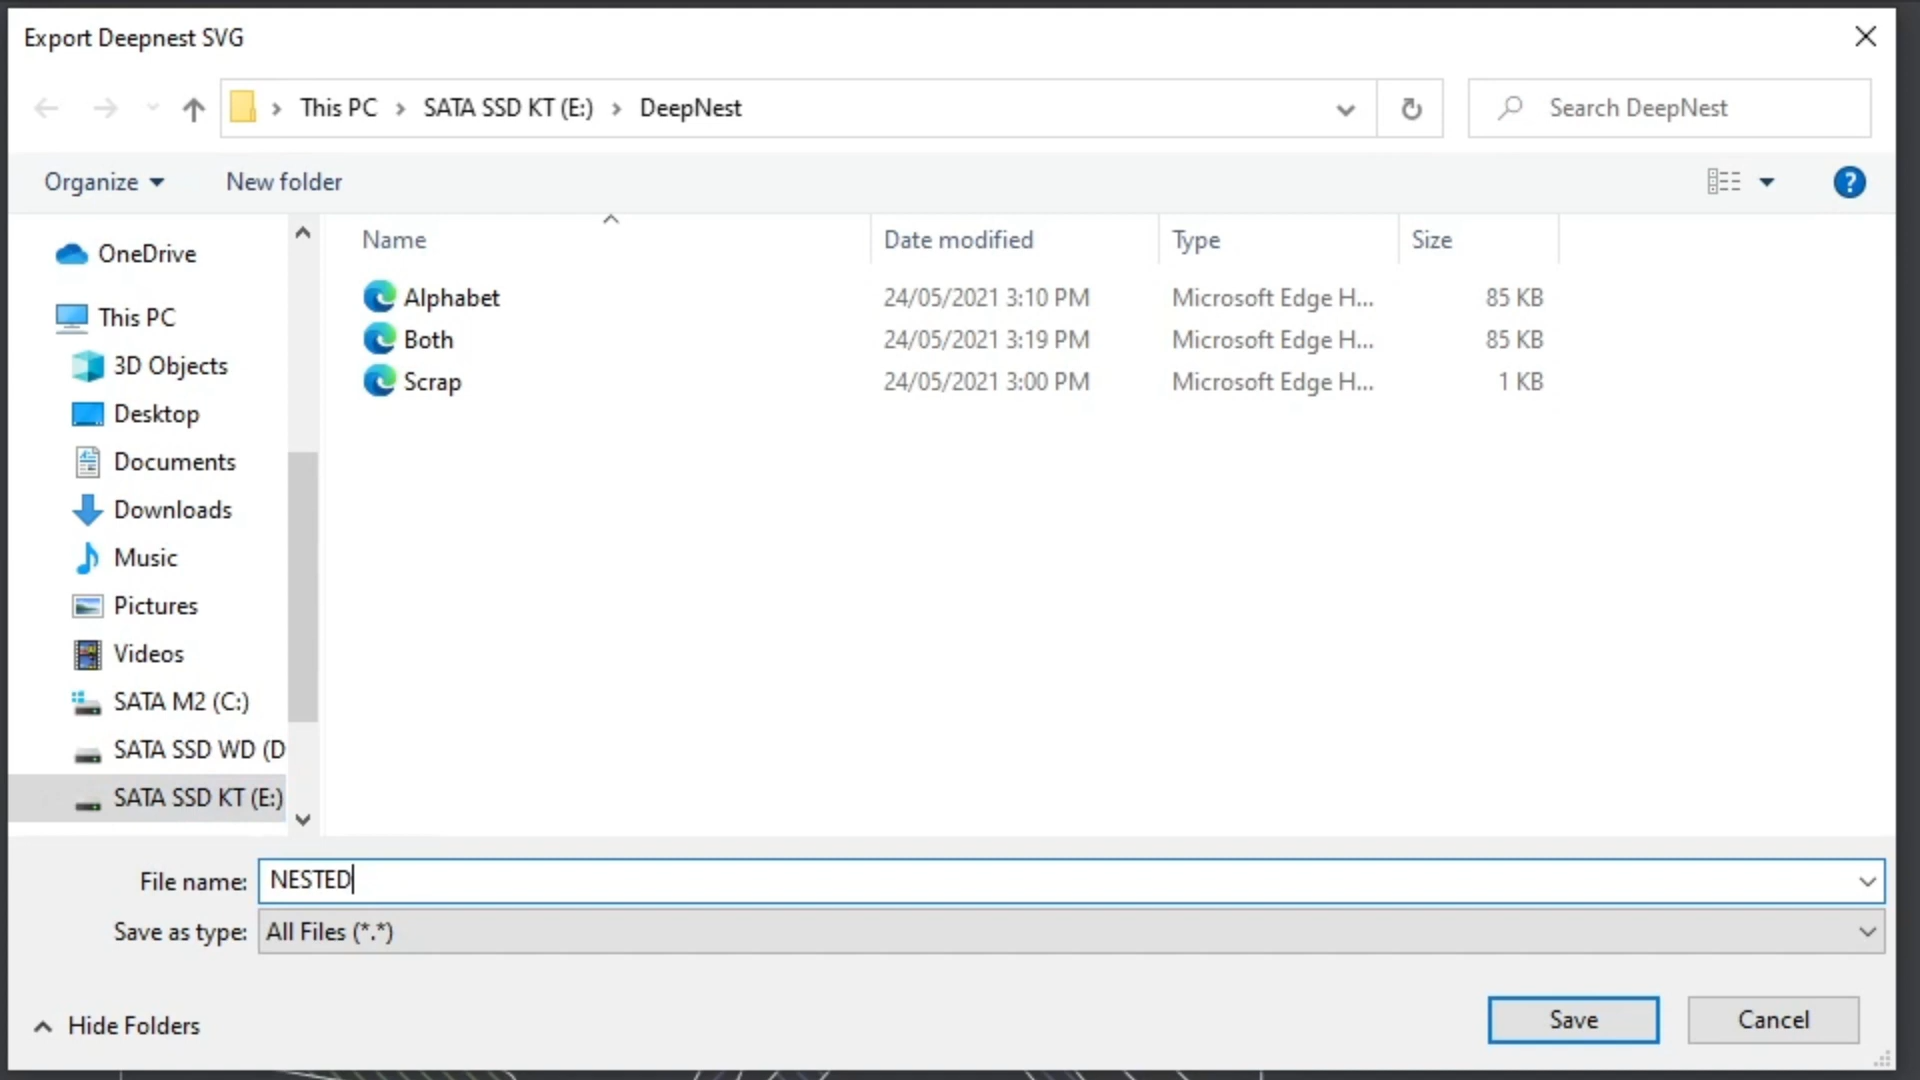 Export Deepnest SVG
This PC > SATA SSD KT (E:) > DeepNest
Search DeepNest
Organize
New folder
?
OneDrive
This PC
3D Objects
Desktop
Documents
Downloads
Music
Pictures
Videos
SATA M2 (C:)
SATA SSD WD (D
SATA SSD KT (E:)
Name Date modified Type Size
Alphabet 24/05/2021 3:10 PM Microsoft Edge H... 85 KB
Both 24/05/2021 3:19 PM Microsoft Edge H... 85 KB
Scrap 24/05/2021 3:00 PM Microsoft Edge H... 1 KB
File name: NESTED
Save as type: All Files (*.*)
Hide Folders
Save
Cancel